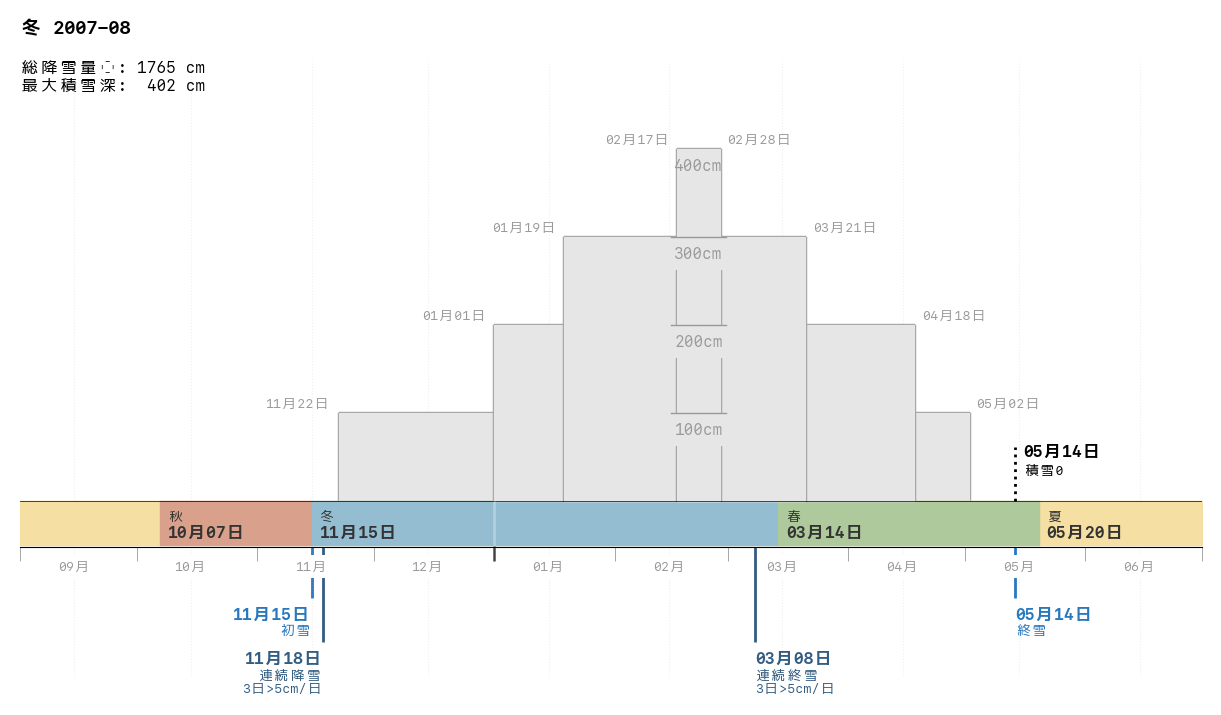 冬 2007-08
総降雪量: 1765 cm
最大積雪深: 402 cm
02月17日
02月28日
400cm
01月19日
03月21日
300cm
01月01日
04月18日
200cm
11月22日
05月02日
100cm
05月14日
積雪0
秋
10月07日
冬
11月15日
春
03月14日
夏
05月20日
09月
10月
11月
12月
01月
02月
03月
04月
05月
06月
11月15日
初雪
05月14日
終雪
11月18日
連続降雪
3日>5cm/日
03月08日
連続終雪
3日>5cm/日